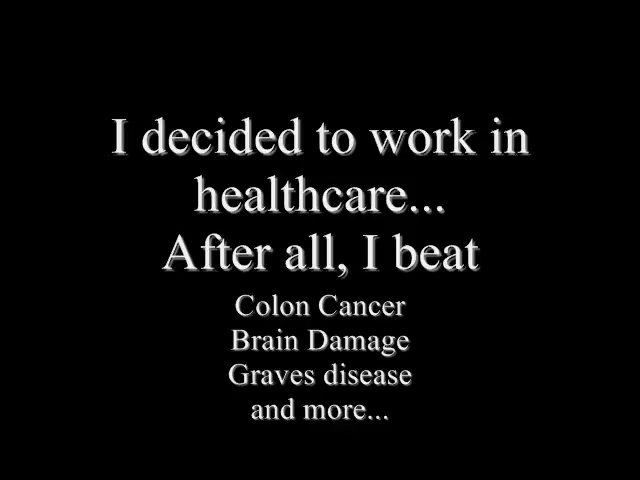 I decided to work in
healthcare...
After all, I beat
Colon Cancer
Brain Damage
Graves disease
and more...